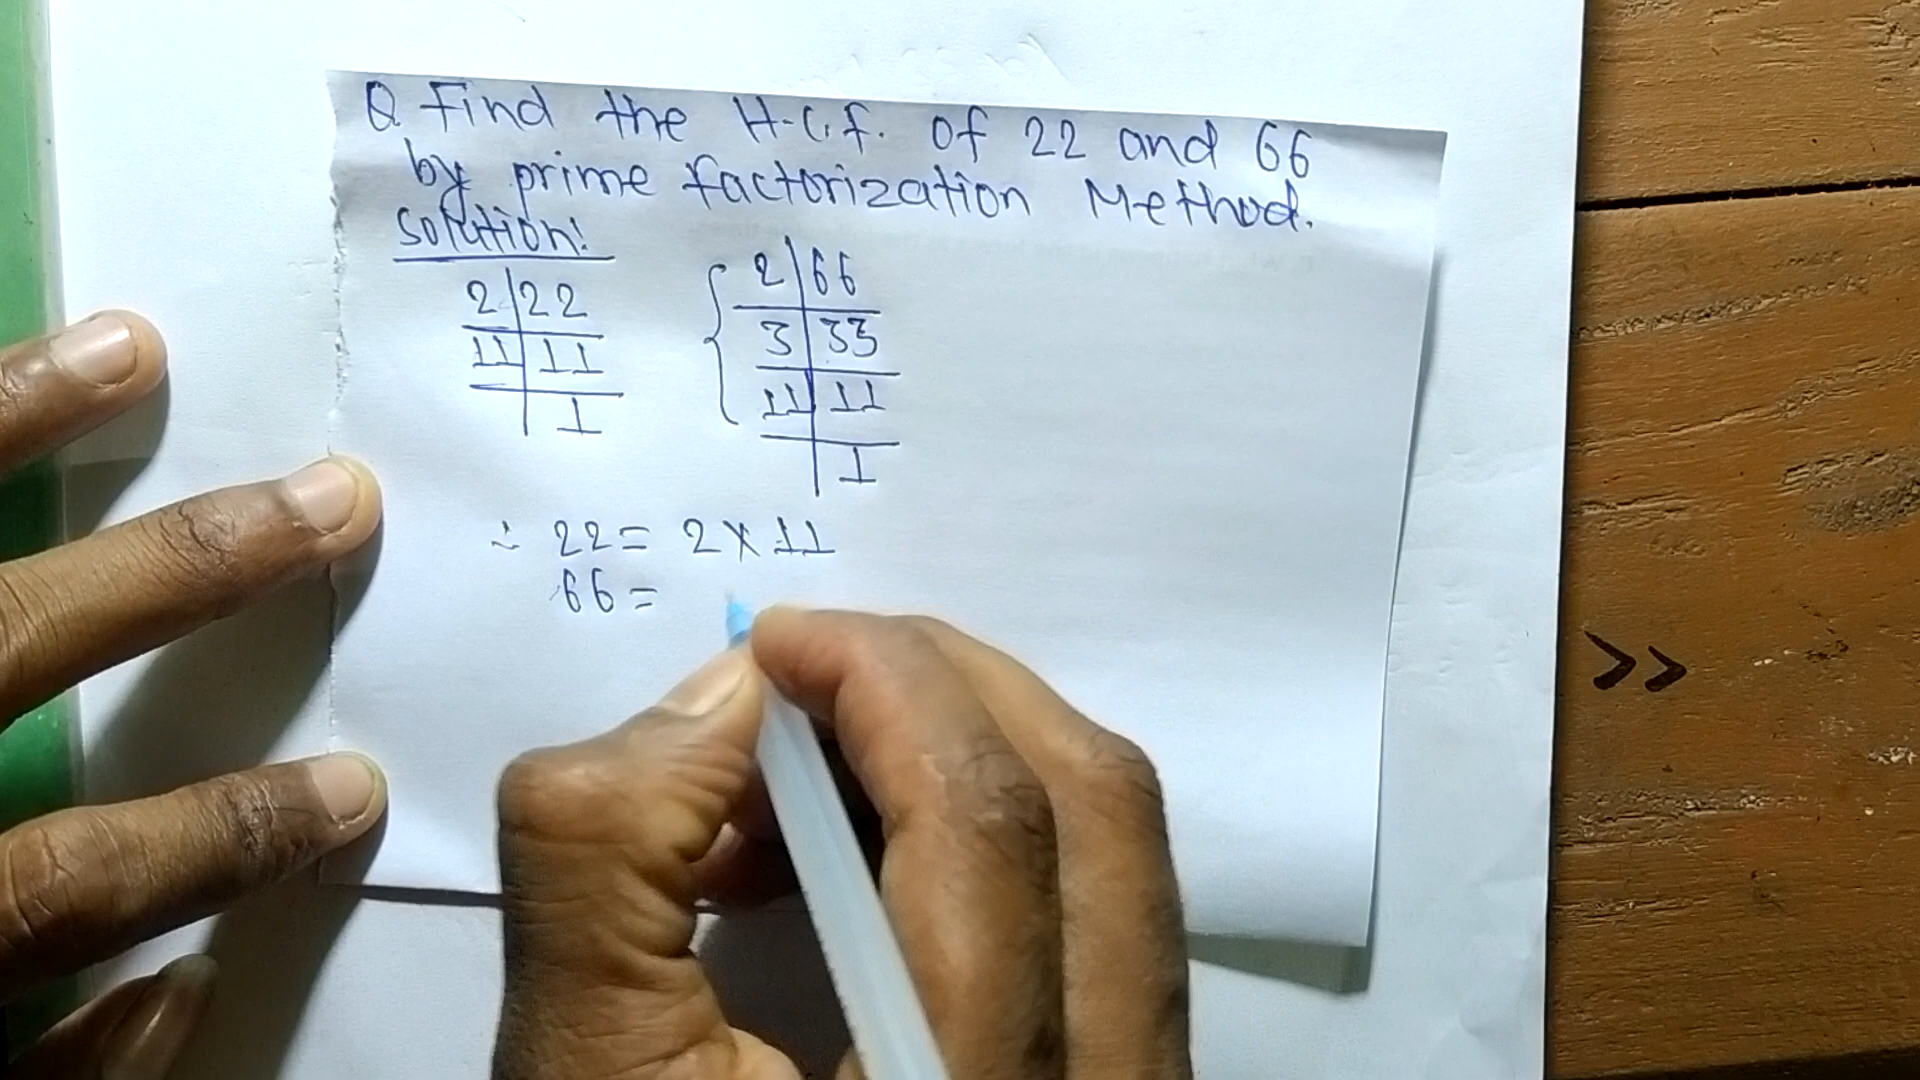 Q. Find the H.C.f. of 22 and 66
by prime factorization Method.
Solution:
2 | 22
11 | 11
1
2 | 66
3 | 33
11 | 11
1
∴ 22 = 2 × 11
66 =
>>